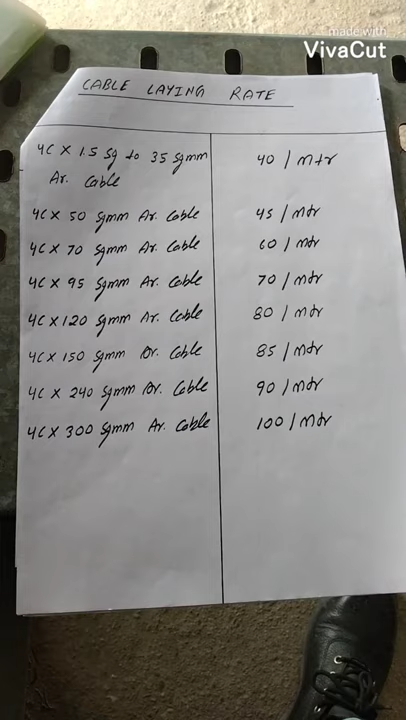 made with
VivaCut
CABLE LAYING RATE
4C X 1.5 Sq to 35 Sqmm
Ar. Cable
40 / Mtr
4C X 50 Sqmm Ar. Cable 45 / Mtr
4C X 70 Sqmm Ar. Cable 60 / Mtr
4C X 95 Sqmm Ar. Cable 70 / Mtr
4C X 120 Sqmm Ar. Cable 80 / Mtr
4C X 150 Sqmm Ar. Cable 85 / Mtr
4C X 240 Sqmm Ar. Cable 90 / Mtr
4C X 300 Sqmm Ar. Cable 100 / Mtr